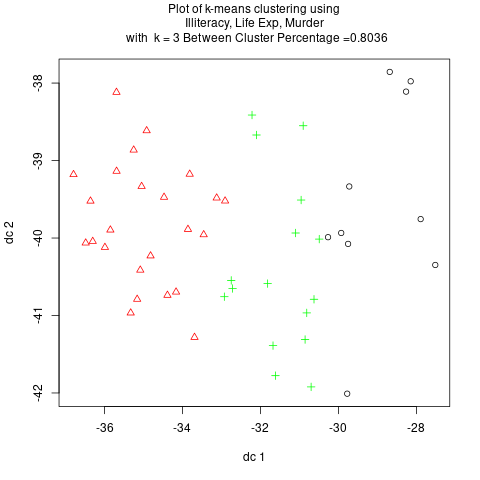 Plot of k-means clustering using
Illiteracy, Life Exp, Murder
with  k = 3 Between Cluster Percentage =0.8036
-38
-39
-40
-41
-42
dc 2
-36 -34 -32 -30 -28
dc 1